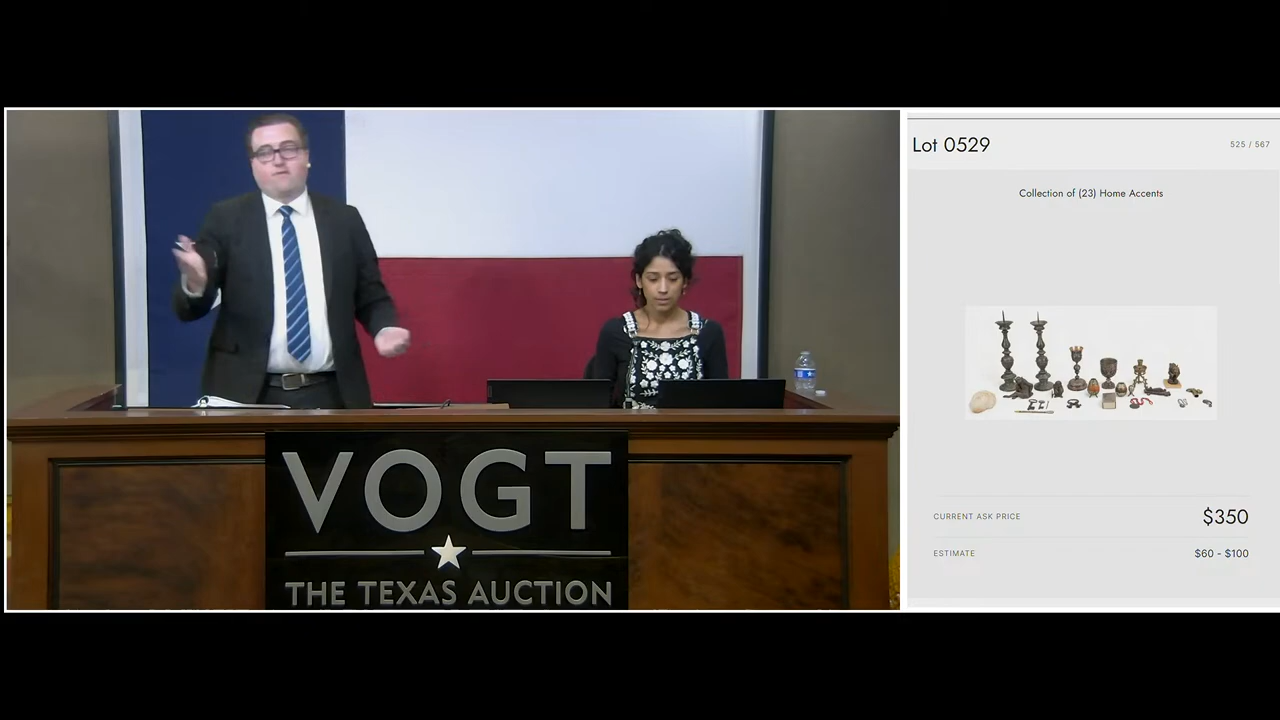 Lot 0529
525 / 567
Collection of (23) Home Accents
CURRENT ASK PRICE
$350
ESTIMATE
$60 - $100
VOGT
THE TEXAS AUCTION